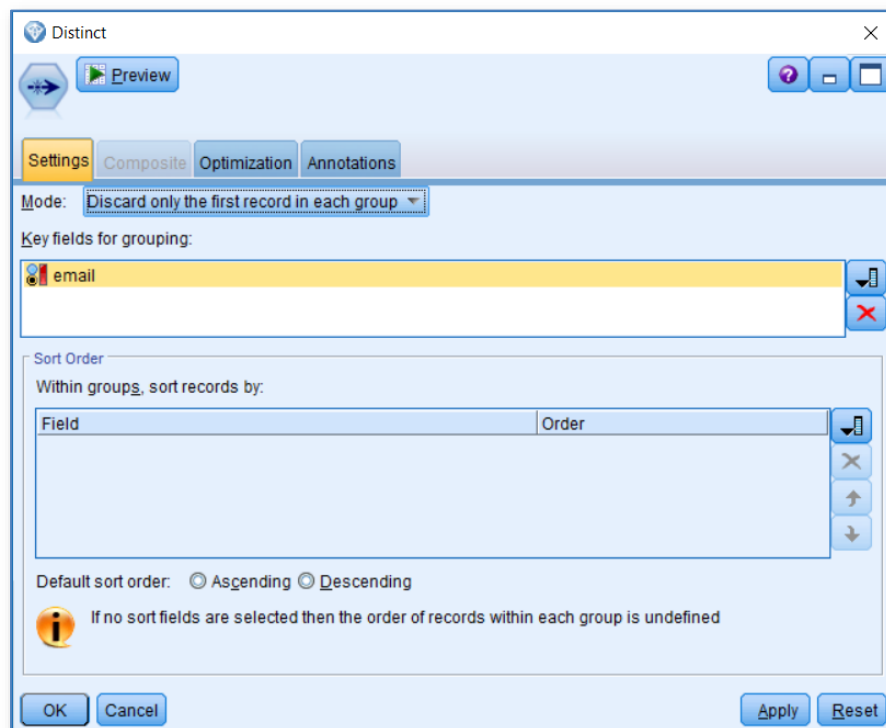 Distinct
Preview
Settings Composite Optimization Annotations
Mode: Discard only the first record in each group
Key fields for grouping:
email
Sort Order
Within groups, sort records by:
Field Order
Default sort order: Ascending Descending
If no sort fields are selected then the order of records within each group is undefined
OK Cancel Apply Reset